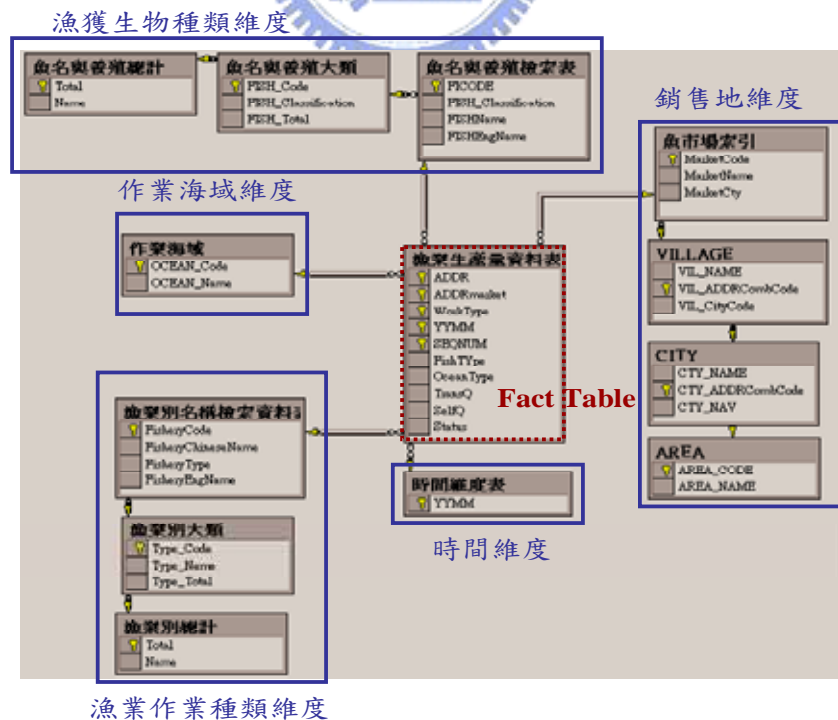 漁獲生物種類維度
魚名與養殖總計
Total
Name
魚名與養殖大類
FISH_Code
FISH_Classification
FISH_Total
魚名與養殖檢索表
FICODE
FISH_Classification
FISHName
FISHEngName
銷售地維度
魚市場索引
MarketCode
MarketName
MarketCty
作業海域維度
作業海域
OCEAN_Code
OCEAN_Name
漁業生產量資料表
ADDR
ADDRmarket
WorkType
YYMM
SEQNUM
FishTYpe
OceanType
TransQ
SelfQ
Status
Fact Table
VILLAGE
VIL_NAME
VIL_ADDRCombCode
VIL_CityCode
CITY
CTY_NAME
CTY_ADDRCombCode
CTY_NAV
AREA
AREA_CODE
AREA_NAME
漁業別名稱檢索資料
FisheryCode
FisheryChineseName
FisheryType
FisheryEngName
時間維度表
YYMM
時間維度
漁業別大類
Type_Code
Type_Name
Type_Total
漁業別總計
Total
Name
漁業作業種類維度